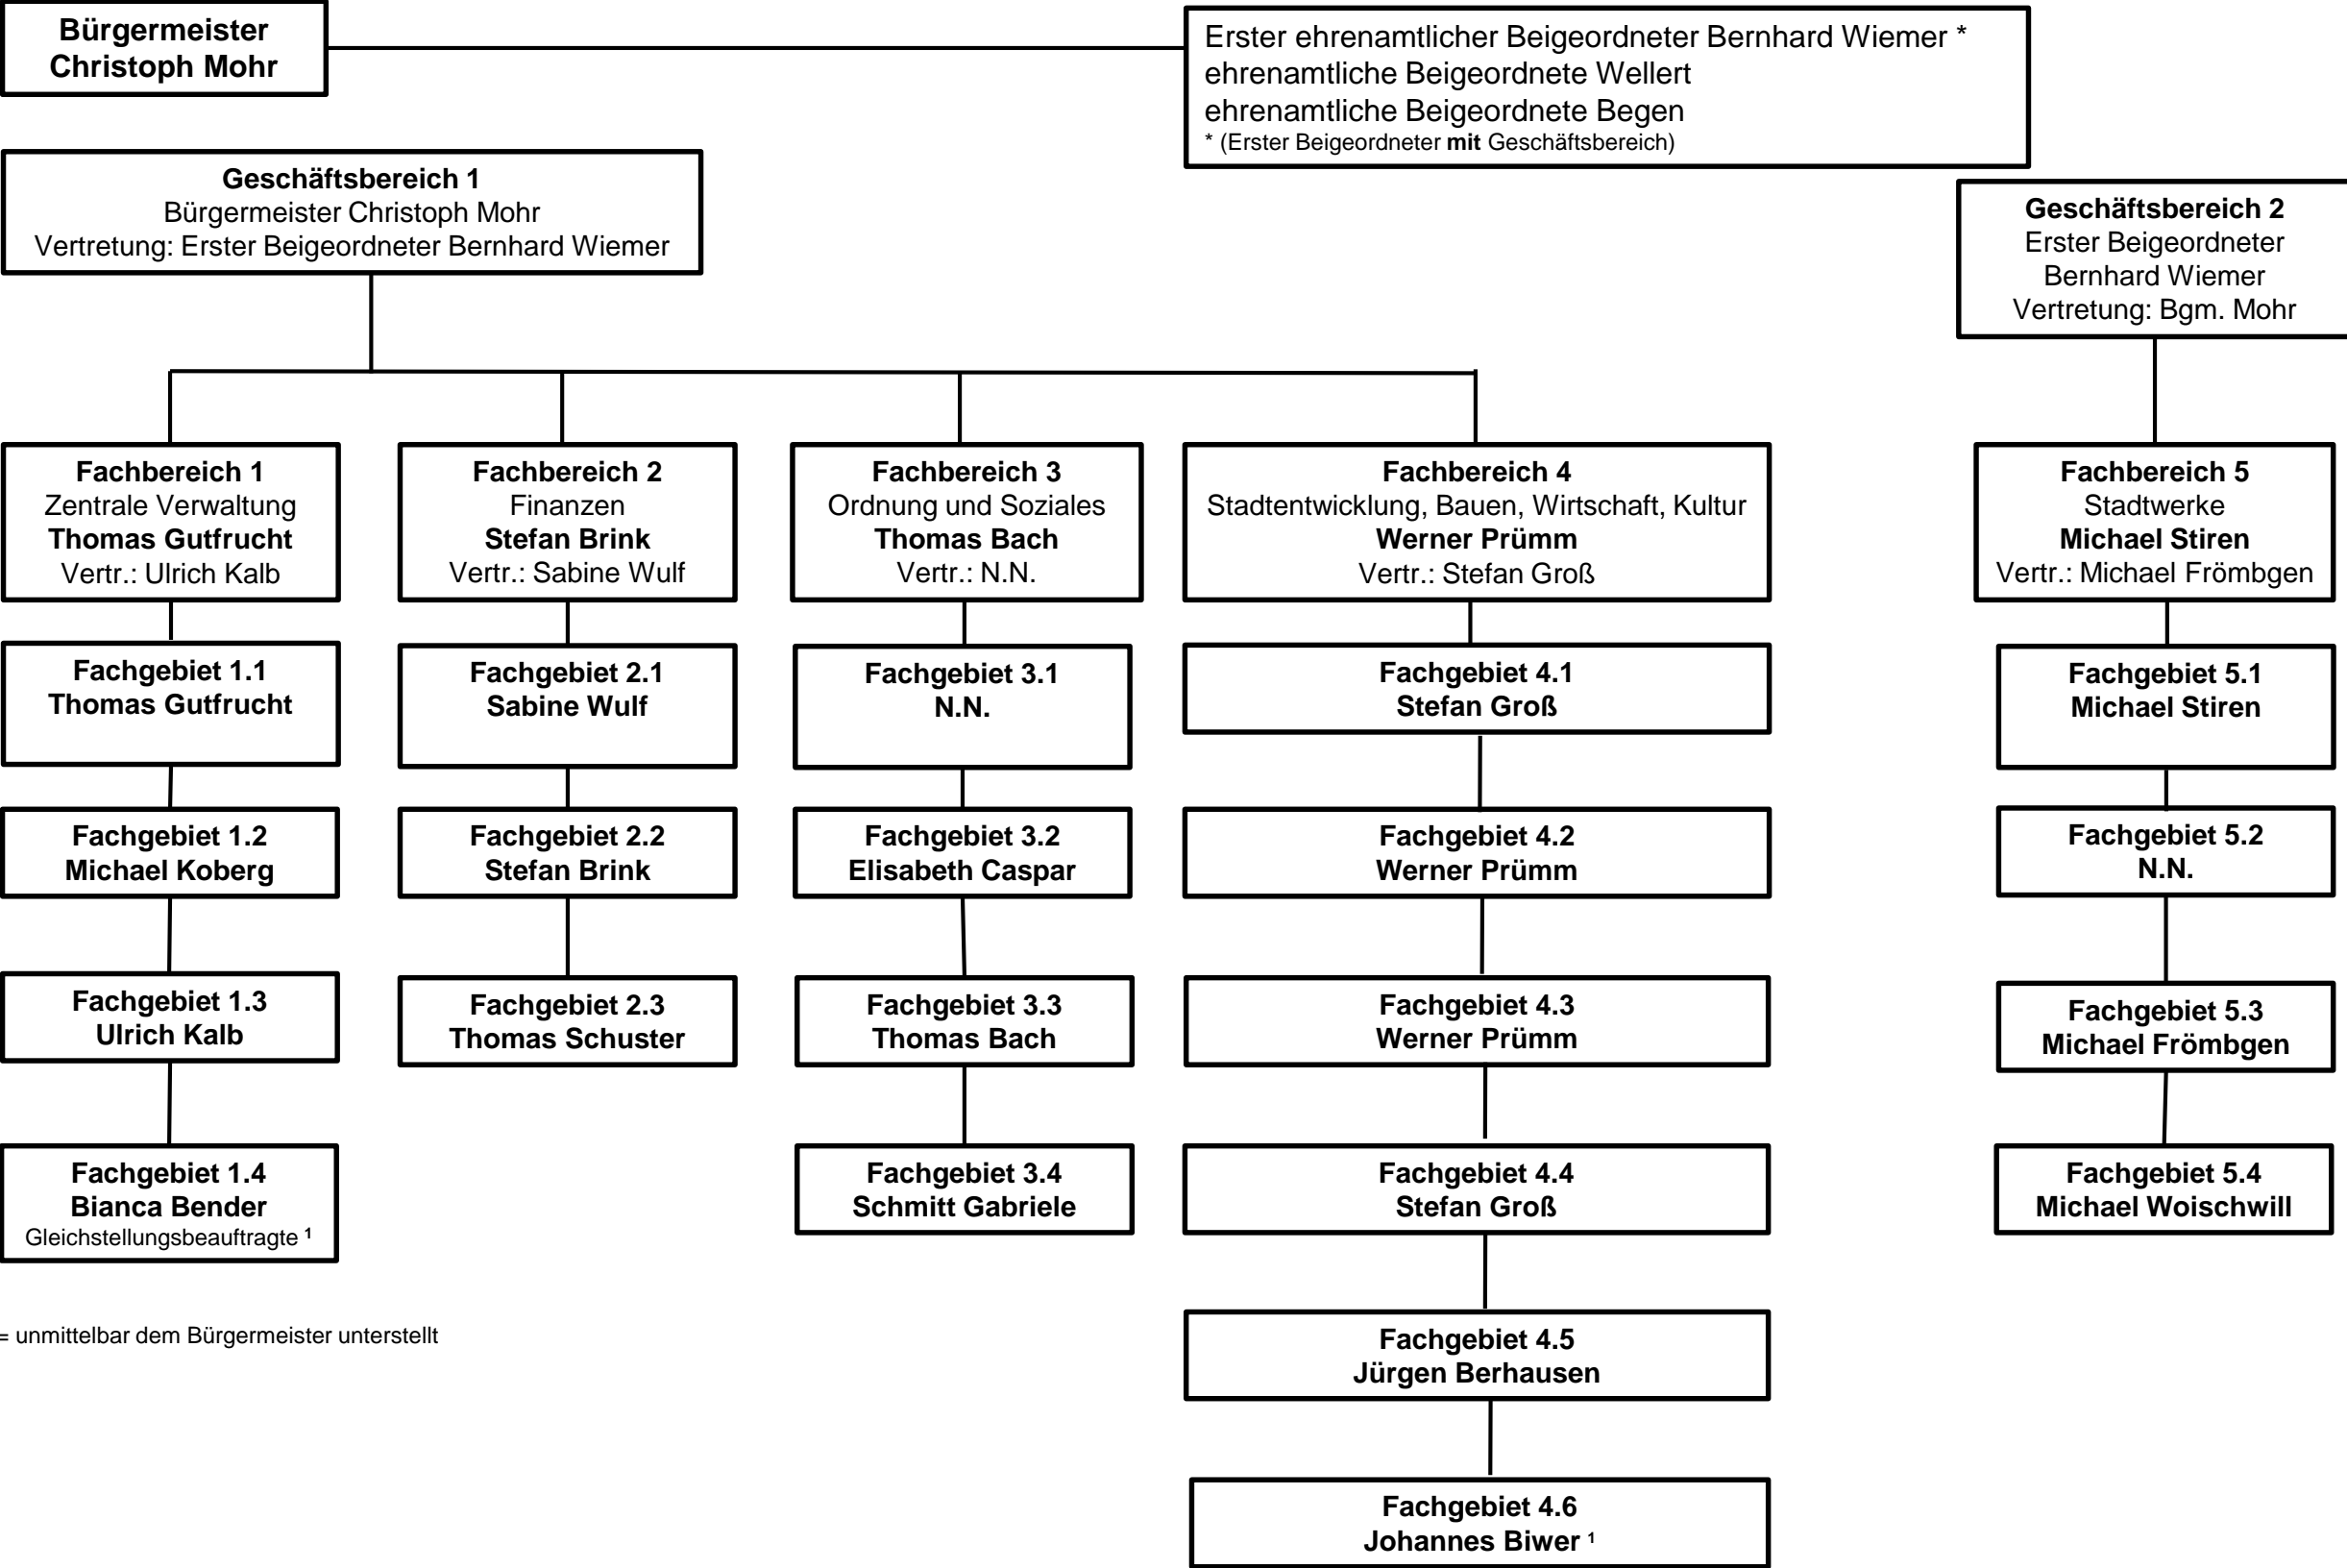 Bürgermeister
Christoph Mohr
Erster ehrenamtlicher Beigeordneter Bernhard Wiemer *
ehrenamtliche Beigeordnete Wellert
ehrenamtliche Beigeordnete Begen
* (Erster Beigeordneter mit Geschäftsbereich)
Geschäftsbereich 1
Bürgermeister Christoph Mohr
Vertretung: Erster Beigeordneter Bernhard Wiemer
Geschäftsbereich 2
Erster Beigeordneter
Bernhard Wiemer
Vertretung: Bgm. Mohr
Fachbereich 1
Zentrale Verwaltung
Thomas Gutfrucht
Vertr.: Ulrich Kalb
Fachbereich 2
Finanzen
Stefan Brink
Vertr.: Sabine Wulf
Fachbereich 3
Ordnung und Soziales
Thomas Bach
Vertr.: N.N.
Fachbereich 4
Stadtentwicklung, Bauen, Wirtschaft, Kultur
Werner Prümm
Vertr.: Stefan Groß
Fachbereich 5
Stadtwerke
Michael Stiren
Vertr.: Michael Frömbgen
Fachgebiet 1.1
Thomas Gutfrucht
Fachgebiet 2.1
Sabine Wulf
Fachgebiet 3.1
N.N.
Fachgebiet 4.1
Stefan Groß
Fachgebiet 5.1
Michael Stiren
Fachgebiet 1.2
Michael Koberg
Fachgebiet 2.2
Stefan Brink
Fachgebiet 3.2
Elisabeth Caspar
Fachgebiet 4.2
Werner Prümm
Fachgebiet 5.2
N.N.
Fachgebiet 1.3
Ulrich Kalb
Fachgebiet 2.3
Thomas Schuster
Fachgebiet 3.3
Thomas Bach
Fachgebiet 4.3
Werner Prümm
Fachgebiet 5.3
Michael Frömbgen
Fachgebiet 1.4
Bianca Bender
Gleichstellungsbeauftragte ¹
Fachgebiet 3.4
Schmitt Gabriele
Fachgebiet 4.4
Stefan Groß
Fachgebiet 5.4
Michael Woischwill
= unmittelbar dem Bürgermeister unterstellt
Fachgebiet 4.5
Jürgen Berhausen
Fachgebiet 4.6
Johannes Biwer ¹